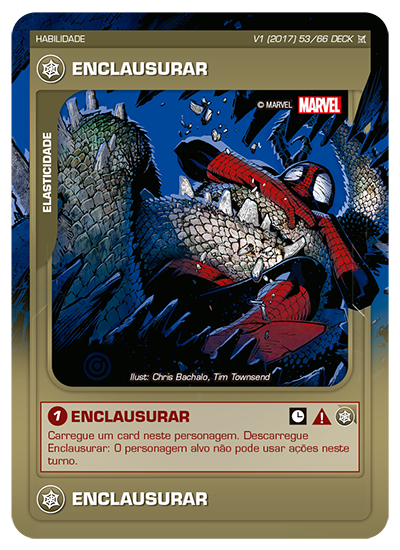 HABILIDADE
V1 (2017) 53/66 DECK
ENCLAUSURAR
© MARVEL MARVEL
ELASTICIDADE
Ilust: Chris Bachalo, Tim Townsend
1 ENCLAUSURAR
Carregue um card neste personagem. Descarregue
Enclausurar: O personagem alvo não pode usar ações neste
turno.
ENCLAUSURAR